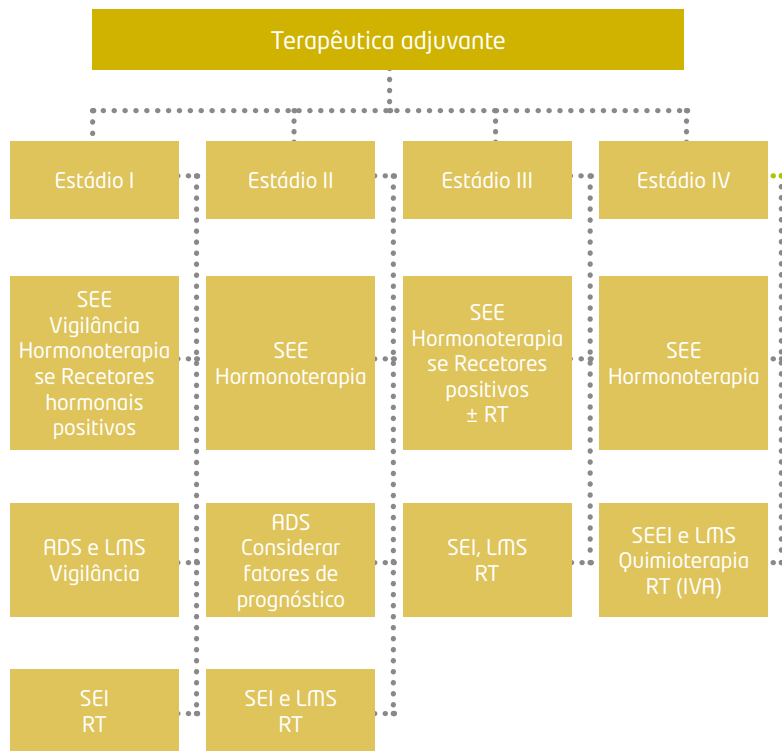 Terapêutica adjuvante
Estádio I
Estádio II
Estádio III
Estádio IV
SEE
Vigilância
Hormonoterapia
se Recetores
hormonais
positivos
SEE
Hormonoterapia
SEE
Hormonoterapia
se Recetores
positivos
± RT
SEE
Hormonoterapia
ADS e LMS
Vigilância
ADS
Considerar
fatores de
prognóstico
SEI, LMS
RT
SEEI e LMS
Quimioterapia
RT (IVA)
SEI
RT
SEI e LMS
RT